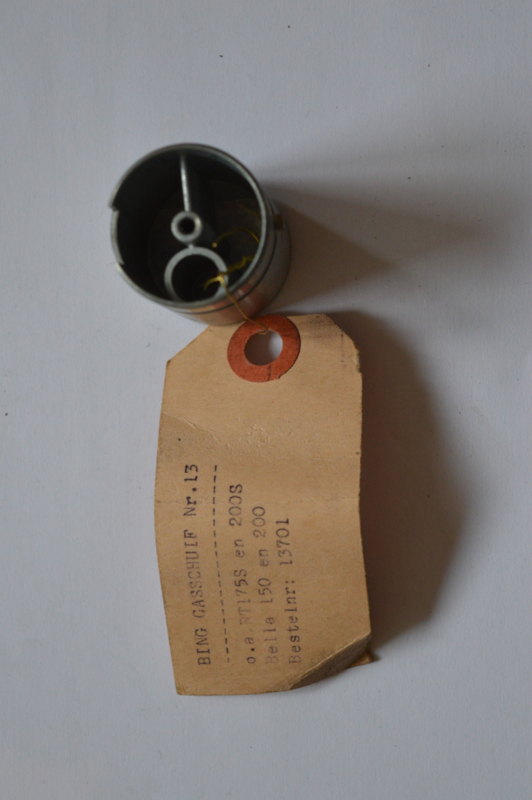 BING GASSCHUIF Nr.13
--------------------
o.a.RT175S en 200S
Bella 150 en 200
Bestelnr: 13701